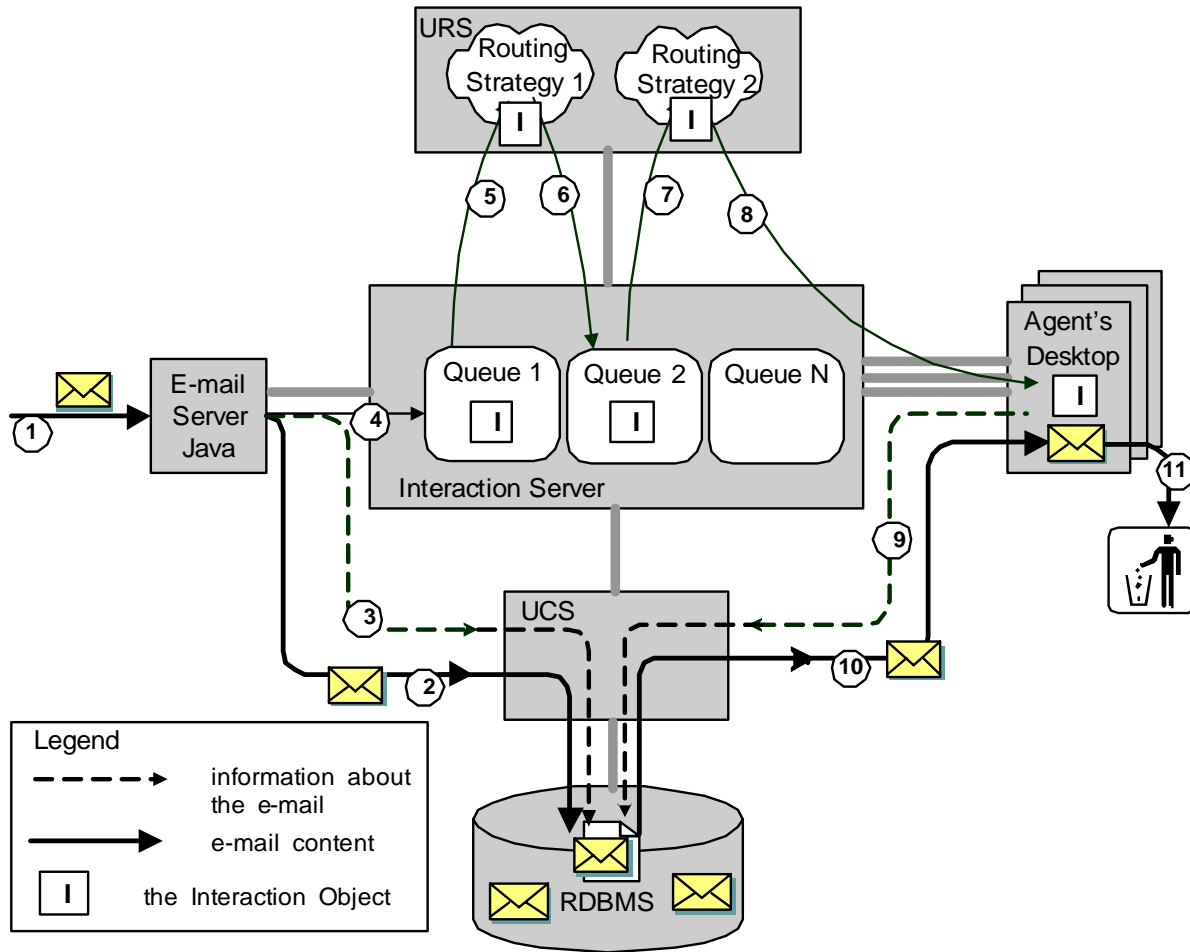 URS
Routing
Strategy 1
I
Routing
Strategy 2
I
5
6
7
8
E-mail
Server
Java
1
4
Queue 1
I
Queue 2
I
Queue N
Interaction Server
Agent's
Desktop
I
11
9
3
UCS
2
10
Legend
information about
the e-mail
e-mail content
I
the Interaction Object
RDBMS